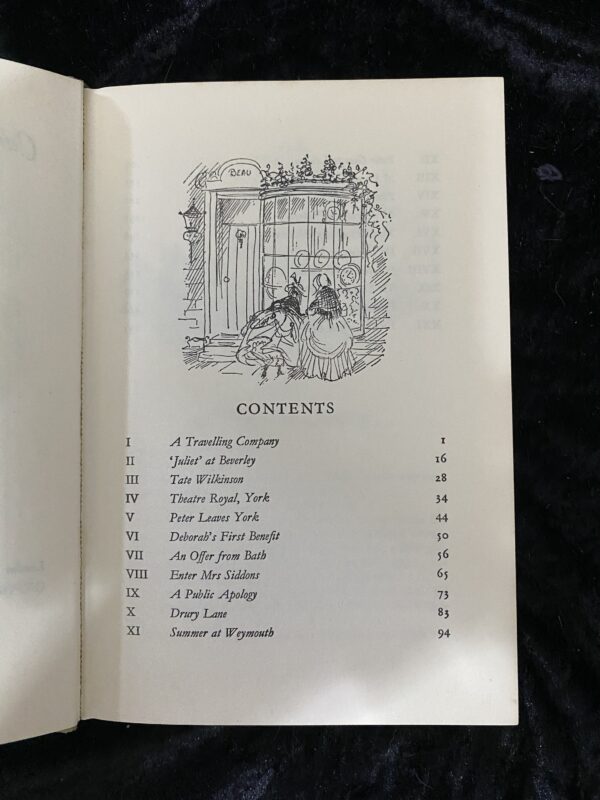 BEAU
CONTENTS
I A Travelling Company 1
II ‘Juliet’ at Beverley 16
III Tate Wilkinson 28
IV Theatre Royal, York 34
V Peter Leaves York 44
VI Deborah's First Benefit 50
VII An Offer from Bath 56
VIII Enter Mrs Siddons 65
IX A Public Apology 73
X Drury Lane 83
XI Summer at Weymouth 94